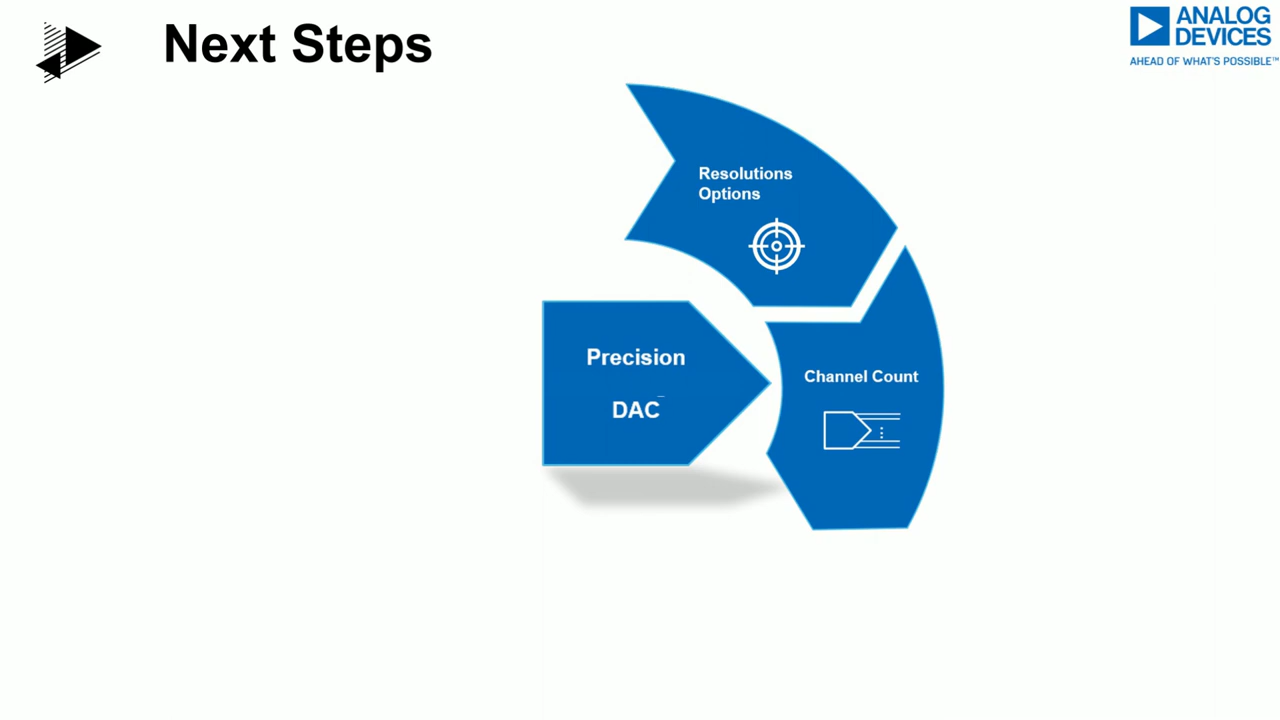 Next Steps
ANALOG
DEVICES
AHEAD OF WHAT'S POSSIBLE™
Resolutions
Options
Precision
DAC
Channel Count